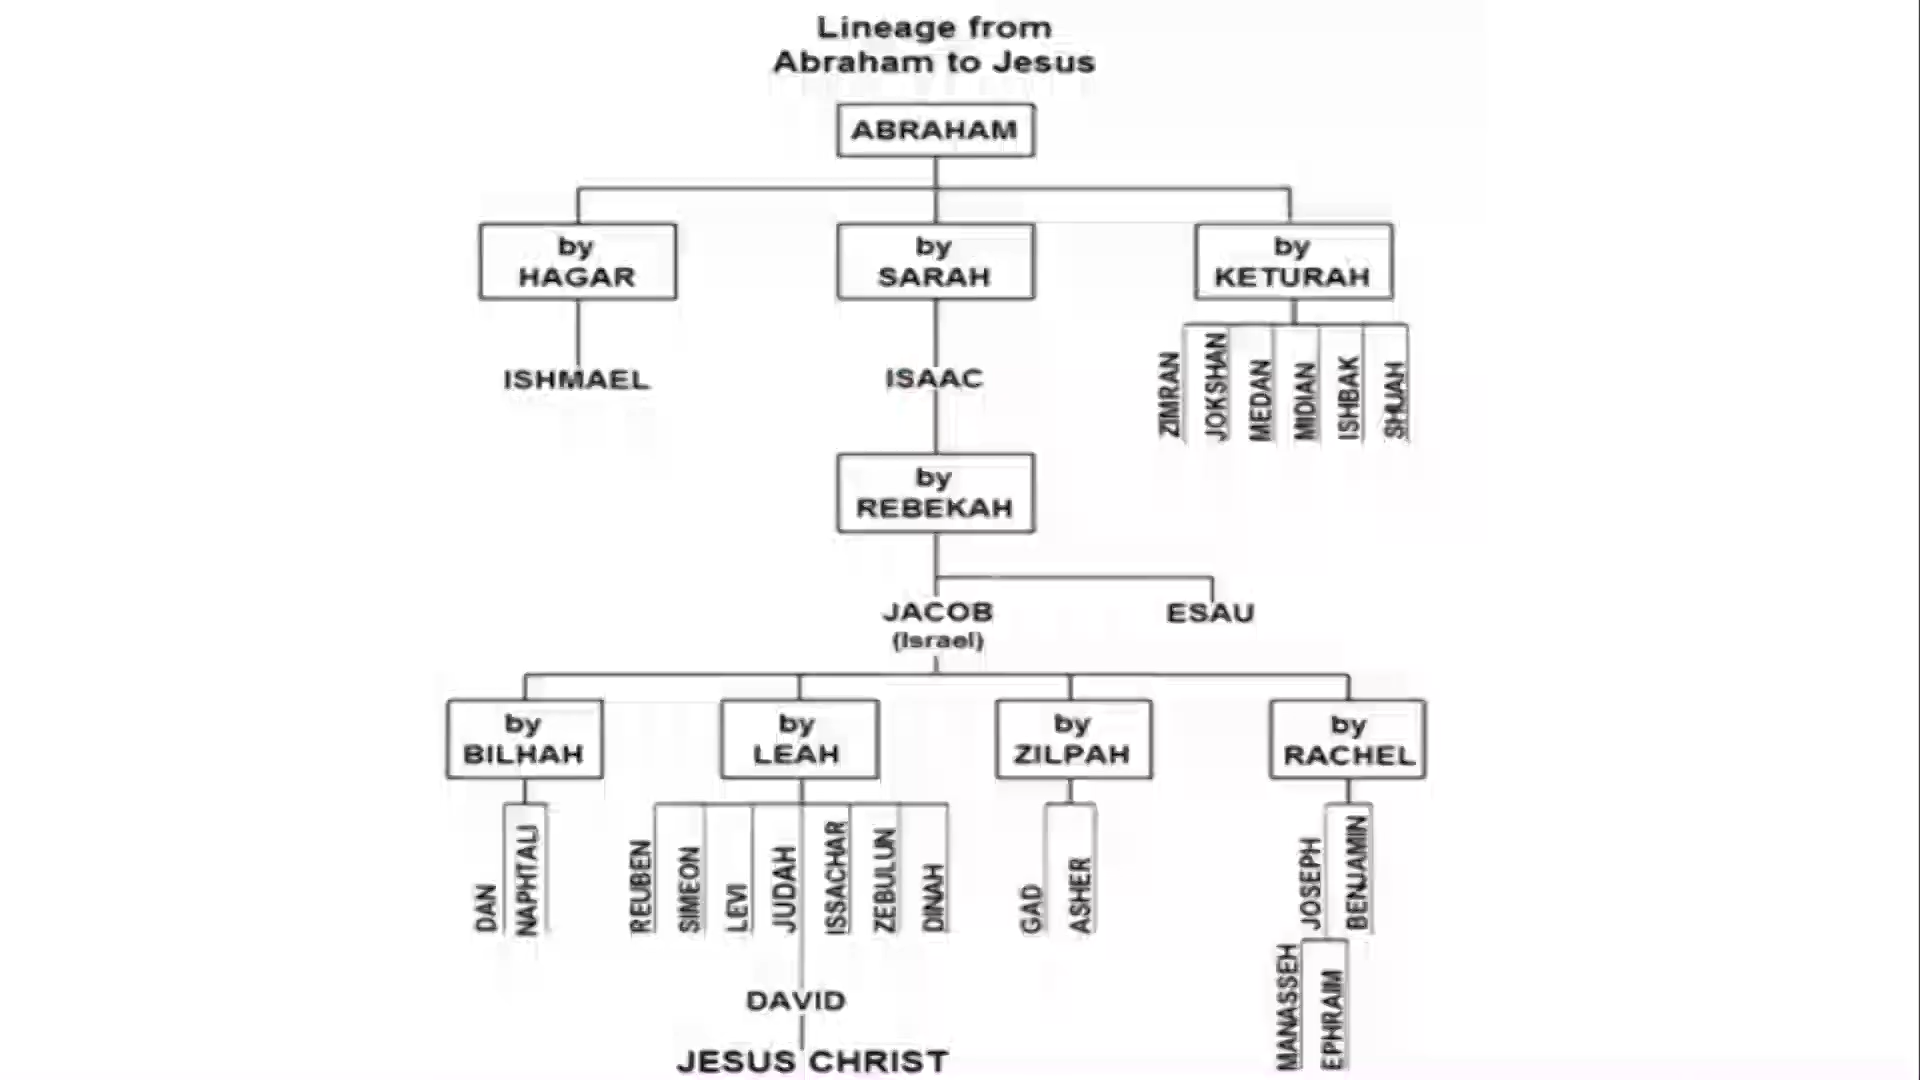 Lineage from
Abraham to Jesus
ABRAHAM
by
HAGAR
by
SARAH
by
KETURAH
ISHMAEL
ISAAC
ZIMRAN
JOKSHAN
MEDAN
MIDIAN
ISHBAK
SHUAH
by
REBEKAH
JACOB
(Israel)
ESAU
by
BILHAH
by
LEAH
by
ZILPAH
by
RACHEL
DAN
NAPHTALI
REUBEN
SIMEON
LEVI
JUDAH
ISSACHAR
ZEBULUN
DINAH
GAD
ASHER
JOSEPH
BENJAMIN
MANASSEH
EPHRAIM
DAVID
JESUS CHRIST